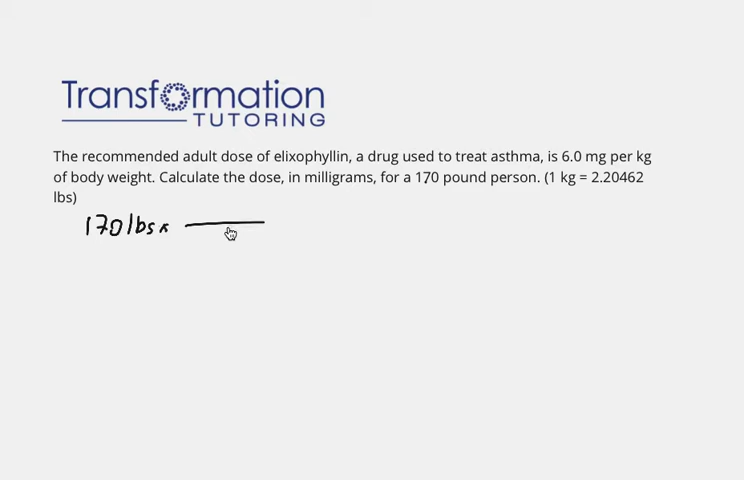 Transformation
TUTORING
The recommended adult dose of elixophyllin, a drug used to treat asthma, is 6.0 mg per kg
of body weight. Calculate the dose, in milligrams, for a 170 pound person. (1 kg = 2.20462
lbs)
170 lbs x